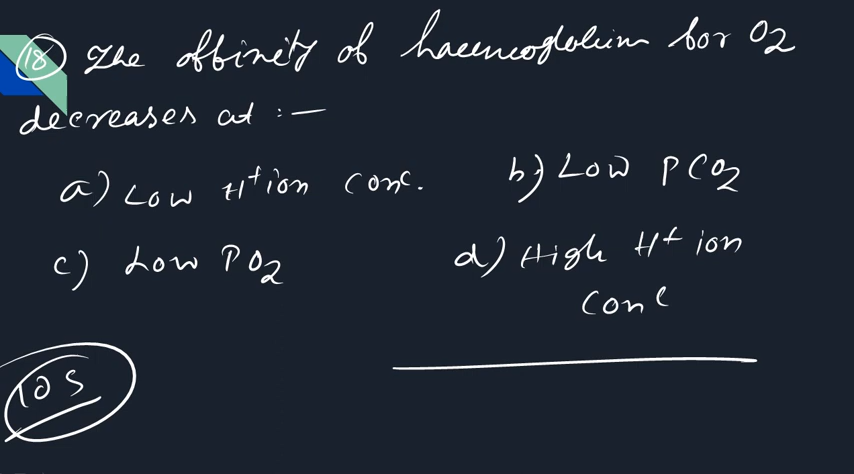 18 The affinity of haemoglobin for O2
decreases at :-
a) Low H+ ion conc.
b) Low PCO2
c) Low PO2
d) High H+ ion
conc
10 S